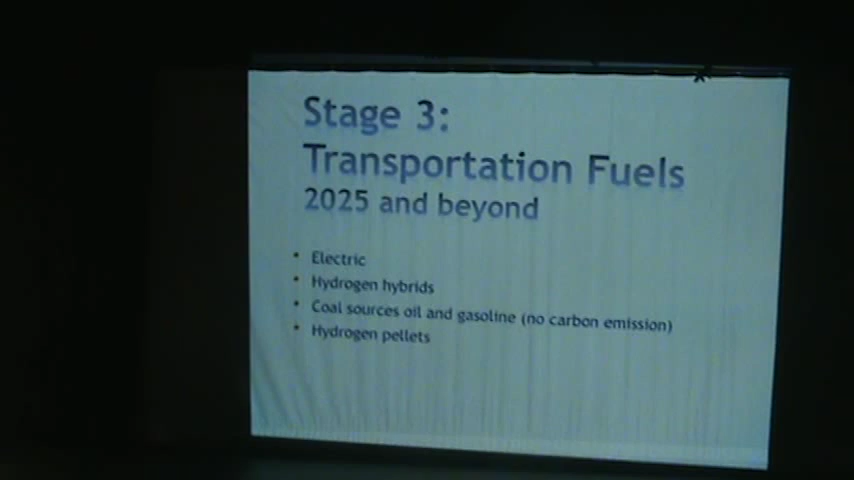 Stage 3:
Transportation Fuels
2025 and beyond
• Electric
• Hydrogen hybrids
• Coal sources oil and gasoline (no carbon emission)
• Hydrogen pellets